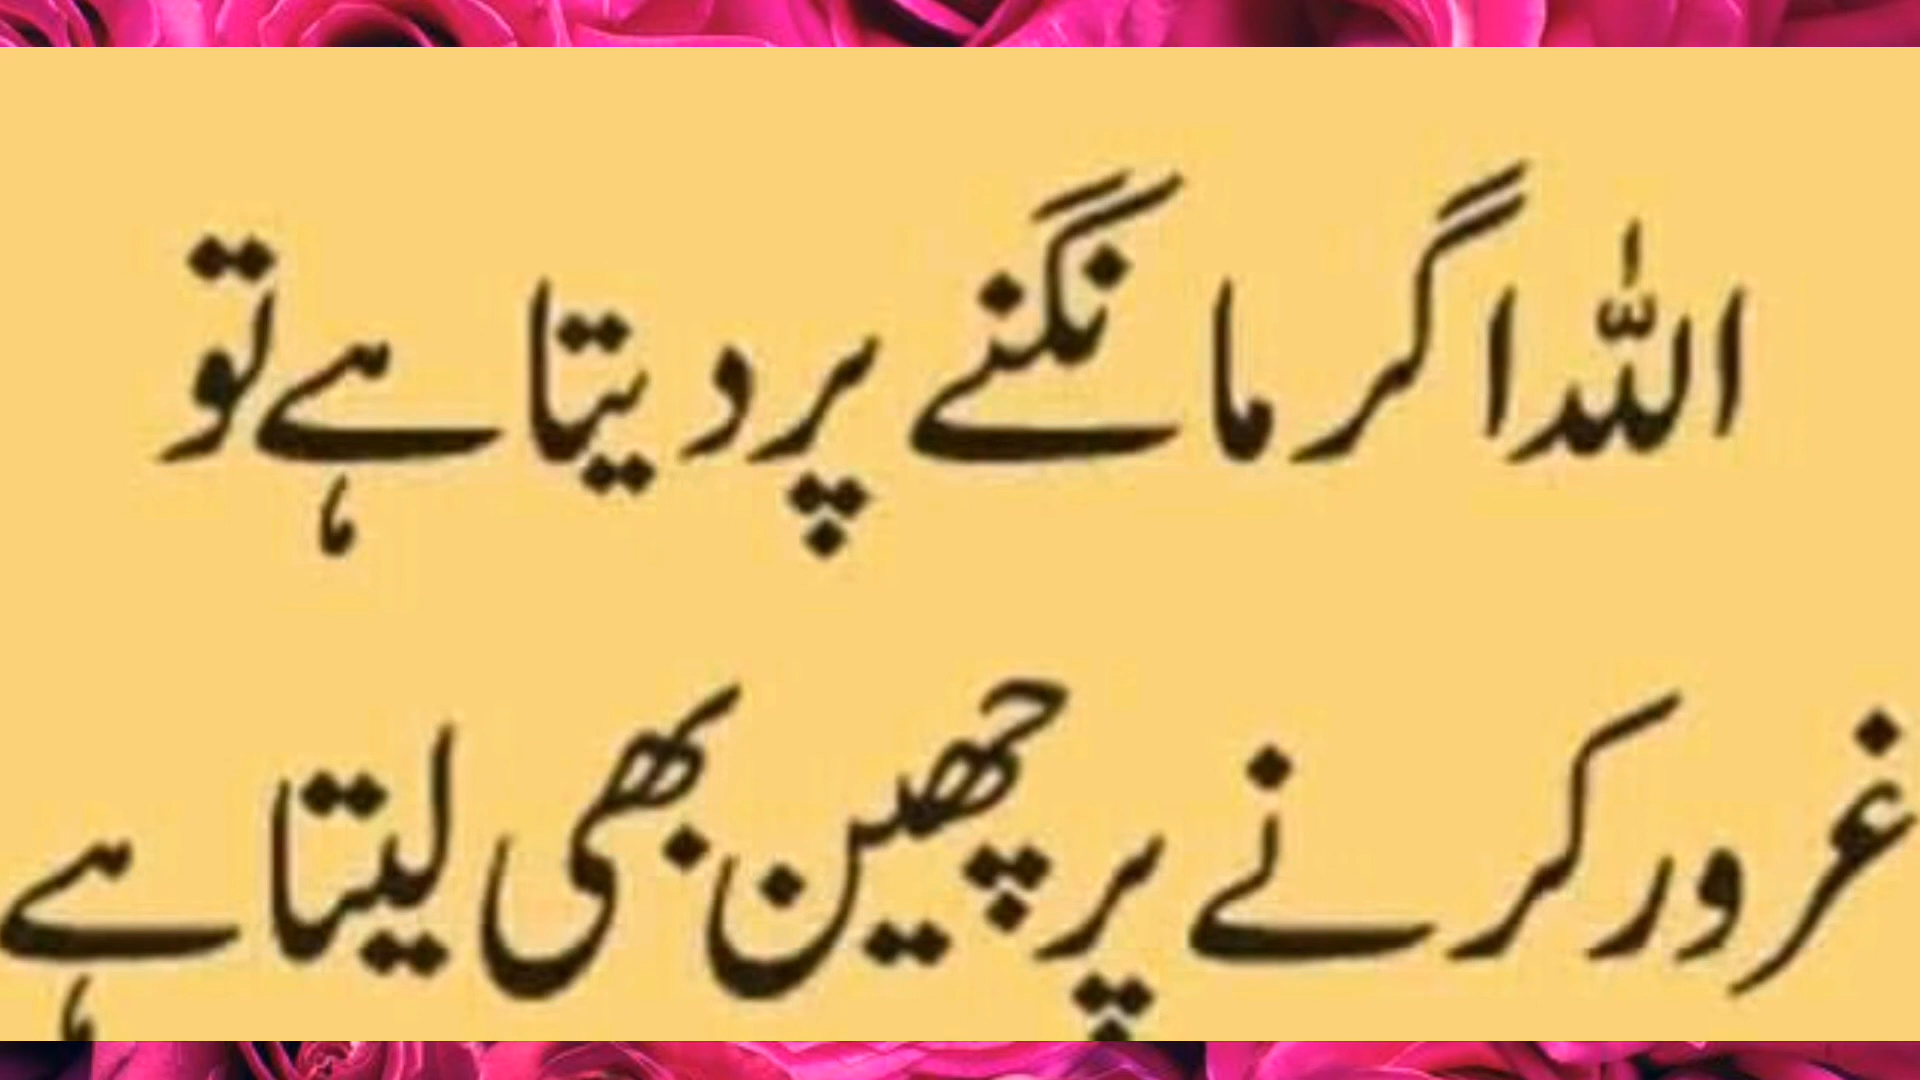 اللہ اگر مانگنے پر دیتا ہے تو
غرور کرنے پر چھین بھی لیتا ہے